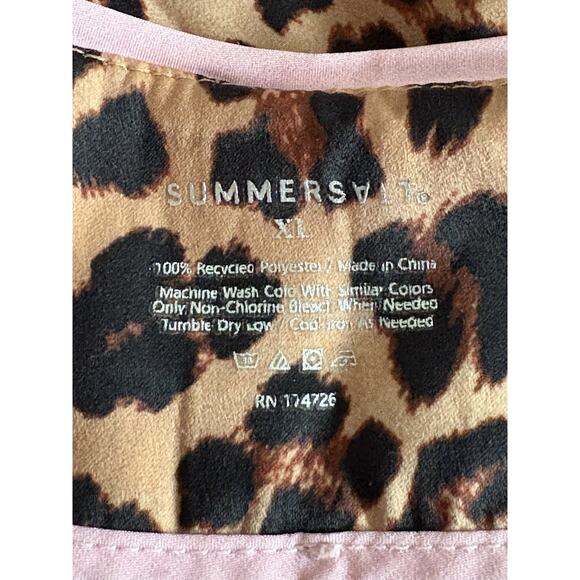 SUMMERSALT®
XL
100% Recycled Polyester / Made in China
Machine Wash Cold With Similar Colors
Only Non-Chlorine Bleach When Needed
Tumble Dry Low / Cool Iron As Needed
30
RN 174726